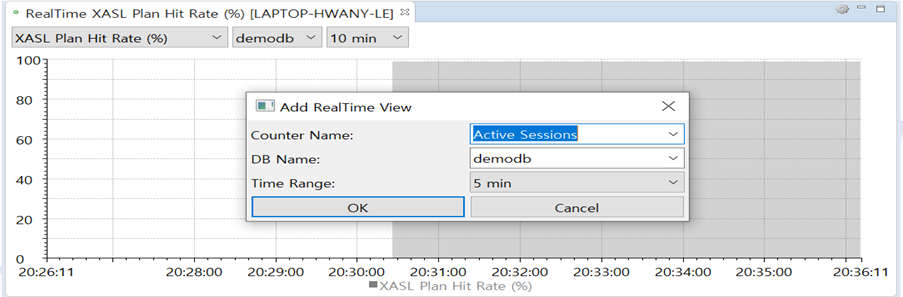 RealTime XASL Plan Hit Rate (%) [LAPTOP-HWANY-LE]
XASL Plan Hit Rate (%) demodb 10 min
100
80
60
40
20
0
Add RealTime View
Counter Name: Active Sessions
DB Name: demodb
Time Range: 5 min
OK Cancel
20:26:11 20:28:00 20:29:00 20:30:00 20:31:00 20:32:00 20:33:00 20:34:00 20:35:00 20:36:11
XASL Plan Hit Rate (%)